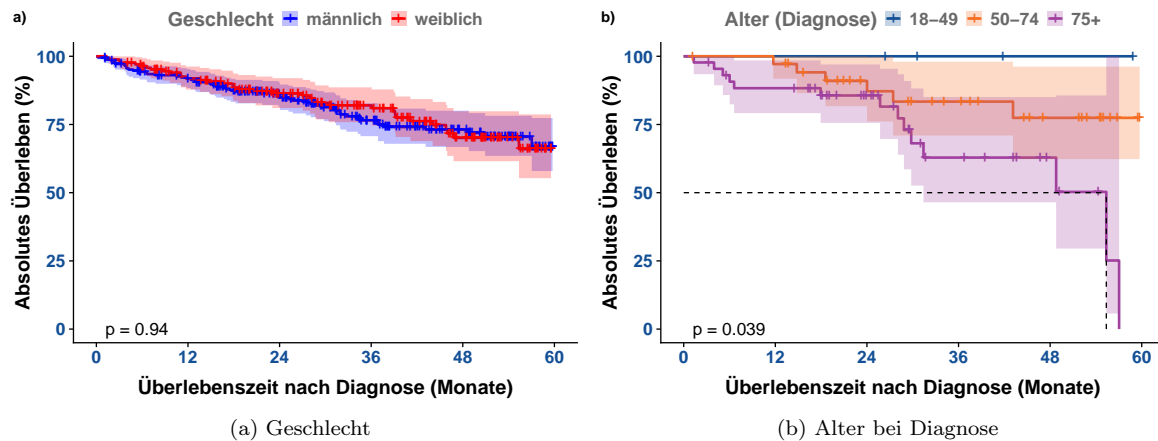 a)
Geschlecht männlich weiblich
Absolutes Überleben (%)
100
75
50
25
0
p = 0.94
0 12 24 36 48 60
Überlebenszeit nach Diagnose (Monate)
(a) Geschlecht
b)
Alter (Diagnose) 18−49 50−74 75+
Absolutes Überleben (%)
100
75
50
25
0
p = 0.039
0 12 24 36 48 60
Überlebenszeit nach Diagnose (Monate)
(b) Alter bei Diagnose